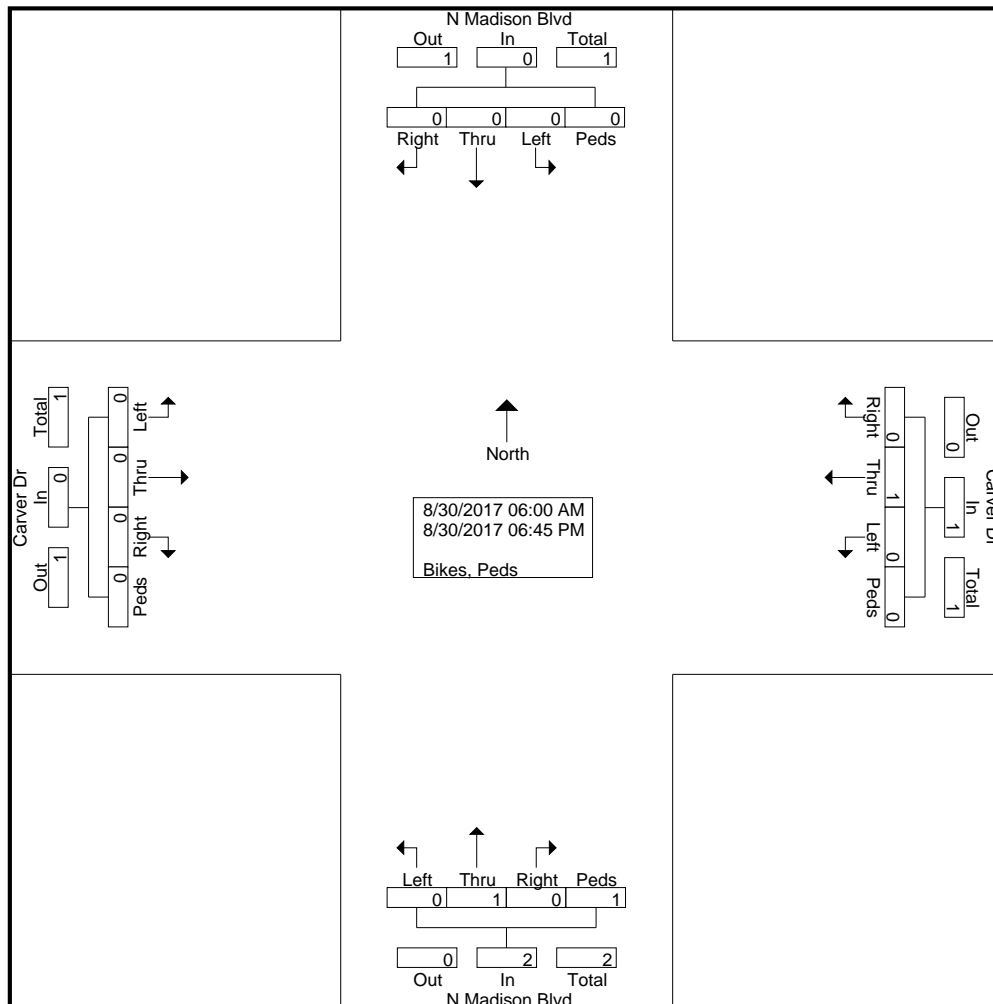 N Madison Blvd
Out In Total
1 0 1
0 0 0 0
Right Thru Left Peds
Carver Dr
Total In Out
1 0 1
0 0 0 0
Left Thru Right Peds
North
8/30/2017 06:00 AM
8/30/2017 06:45 PM
Bikes, Peds
Right Thru Left Peds
0 1 0 0
Out In Total
0 1 1
Carver Dr
Left Thru Right Peds
0 1 0 1
0 2 2
Out In Total
N Madison Blvd